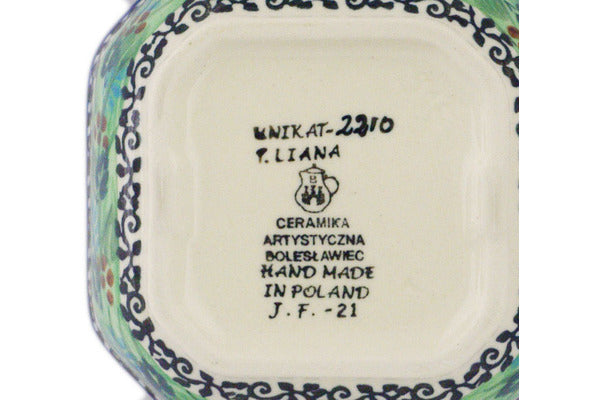 UNIKAT-2210
P. LIANA
B
CERAMIKA
ARTYSTYCZNA
BOLESŁAWIEC
HAND MADE
IN POLAND
J. F. -21